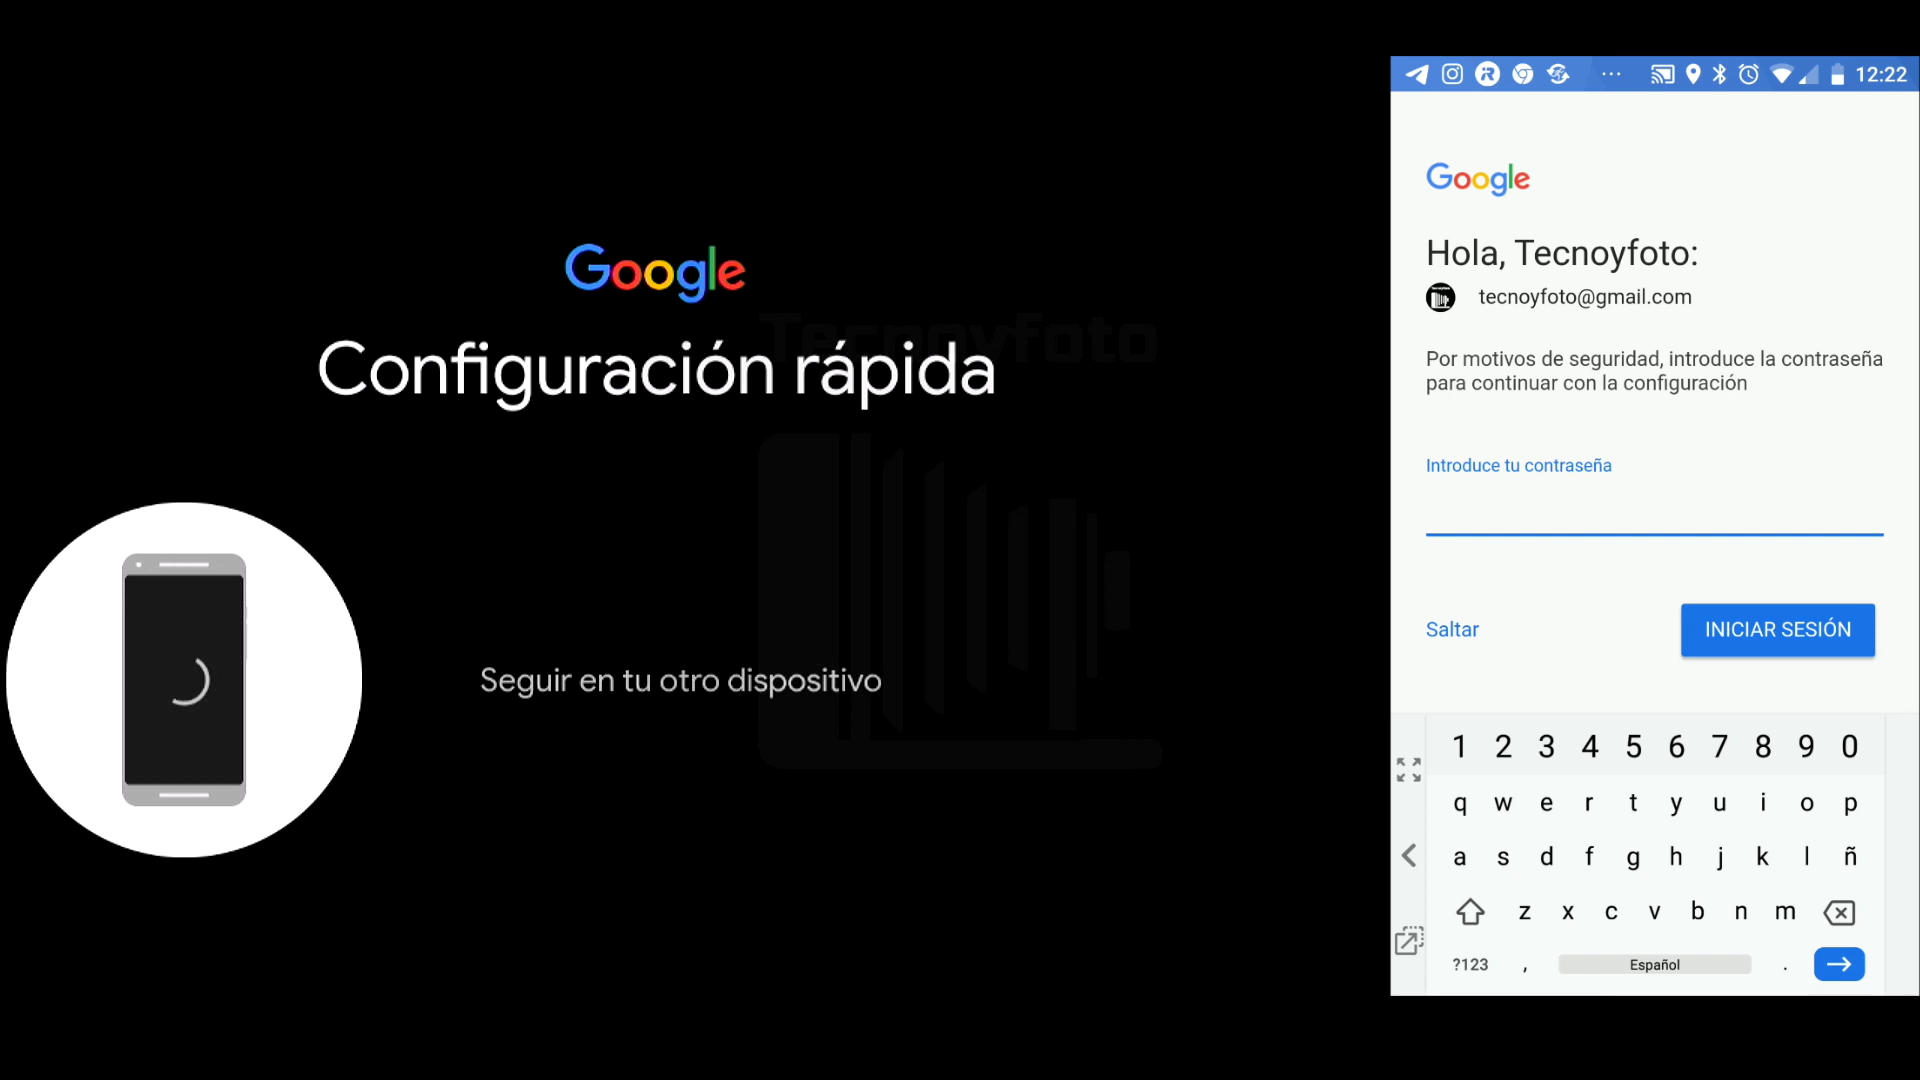 Google
Configuración rápida
Tecnoyfoto
Seguir en tu otro dispositivo
12:22
Google
Hola, Tecnoyfoto:
tecnoyfoto@gmail.com
Por motivos de seguridad, introduce la contraseña
para continuar con la configuración
Introduce tu contraseña
Saltar
INICIAR SESIÓN
1 2 3 4 5 6 7 8 9 0
q w e r t y u i o p
a s d f g h j k l ñ
z x c v b n m
?123 , Español .